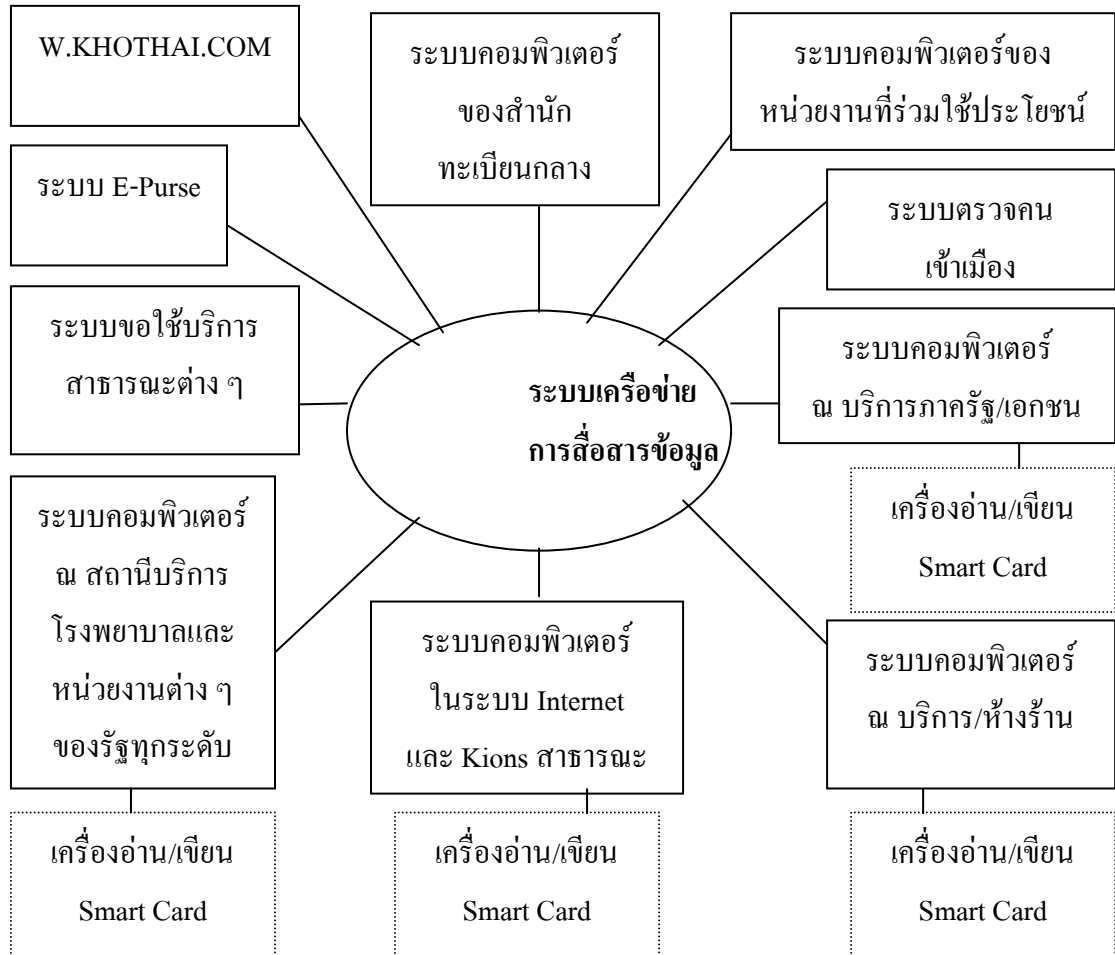 W.KHOTHAI.COM
ระบบคอมพิวเตอร์
ของสำนัก
ทะเบียนกลาง
ระบบคอมพิวเตอร์ของ
หน่วยงานที่ร่วมใช้ประโยชน์
ระบบ E-Purse
ระบบตรวจคน
เข้าเมือง
ระบบขอใช้บริการ
สาธารณะต่าง ๆ
ระบบเครือข่าย
การสื่อสารข้อมูล
ระบบคอมพิวเตอร์
ณ บริการภาครัฐ/เอกชน
เครื่องอ่าน/เขียน
Smart Card
ระบบคอมพิวเตอร์
ณ สถานีบริการ
โรงพยาบาลและ
หน่วยงานต่าง ๆ
ของรัฐทุกระดับ
ระบบคอมพิวเตอร์
ในระบบ Internet
และ Kions สาธารณะ
ระบบคอมพิวเตอร์
ณ บริการ/ห้างร้าน
เครื่องอ่าน/เขียน
Smart Card
เครื่องอ่าน/เขียน
Smart Card
เครื่องอ่าน/เขียน
Smart Card